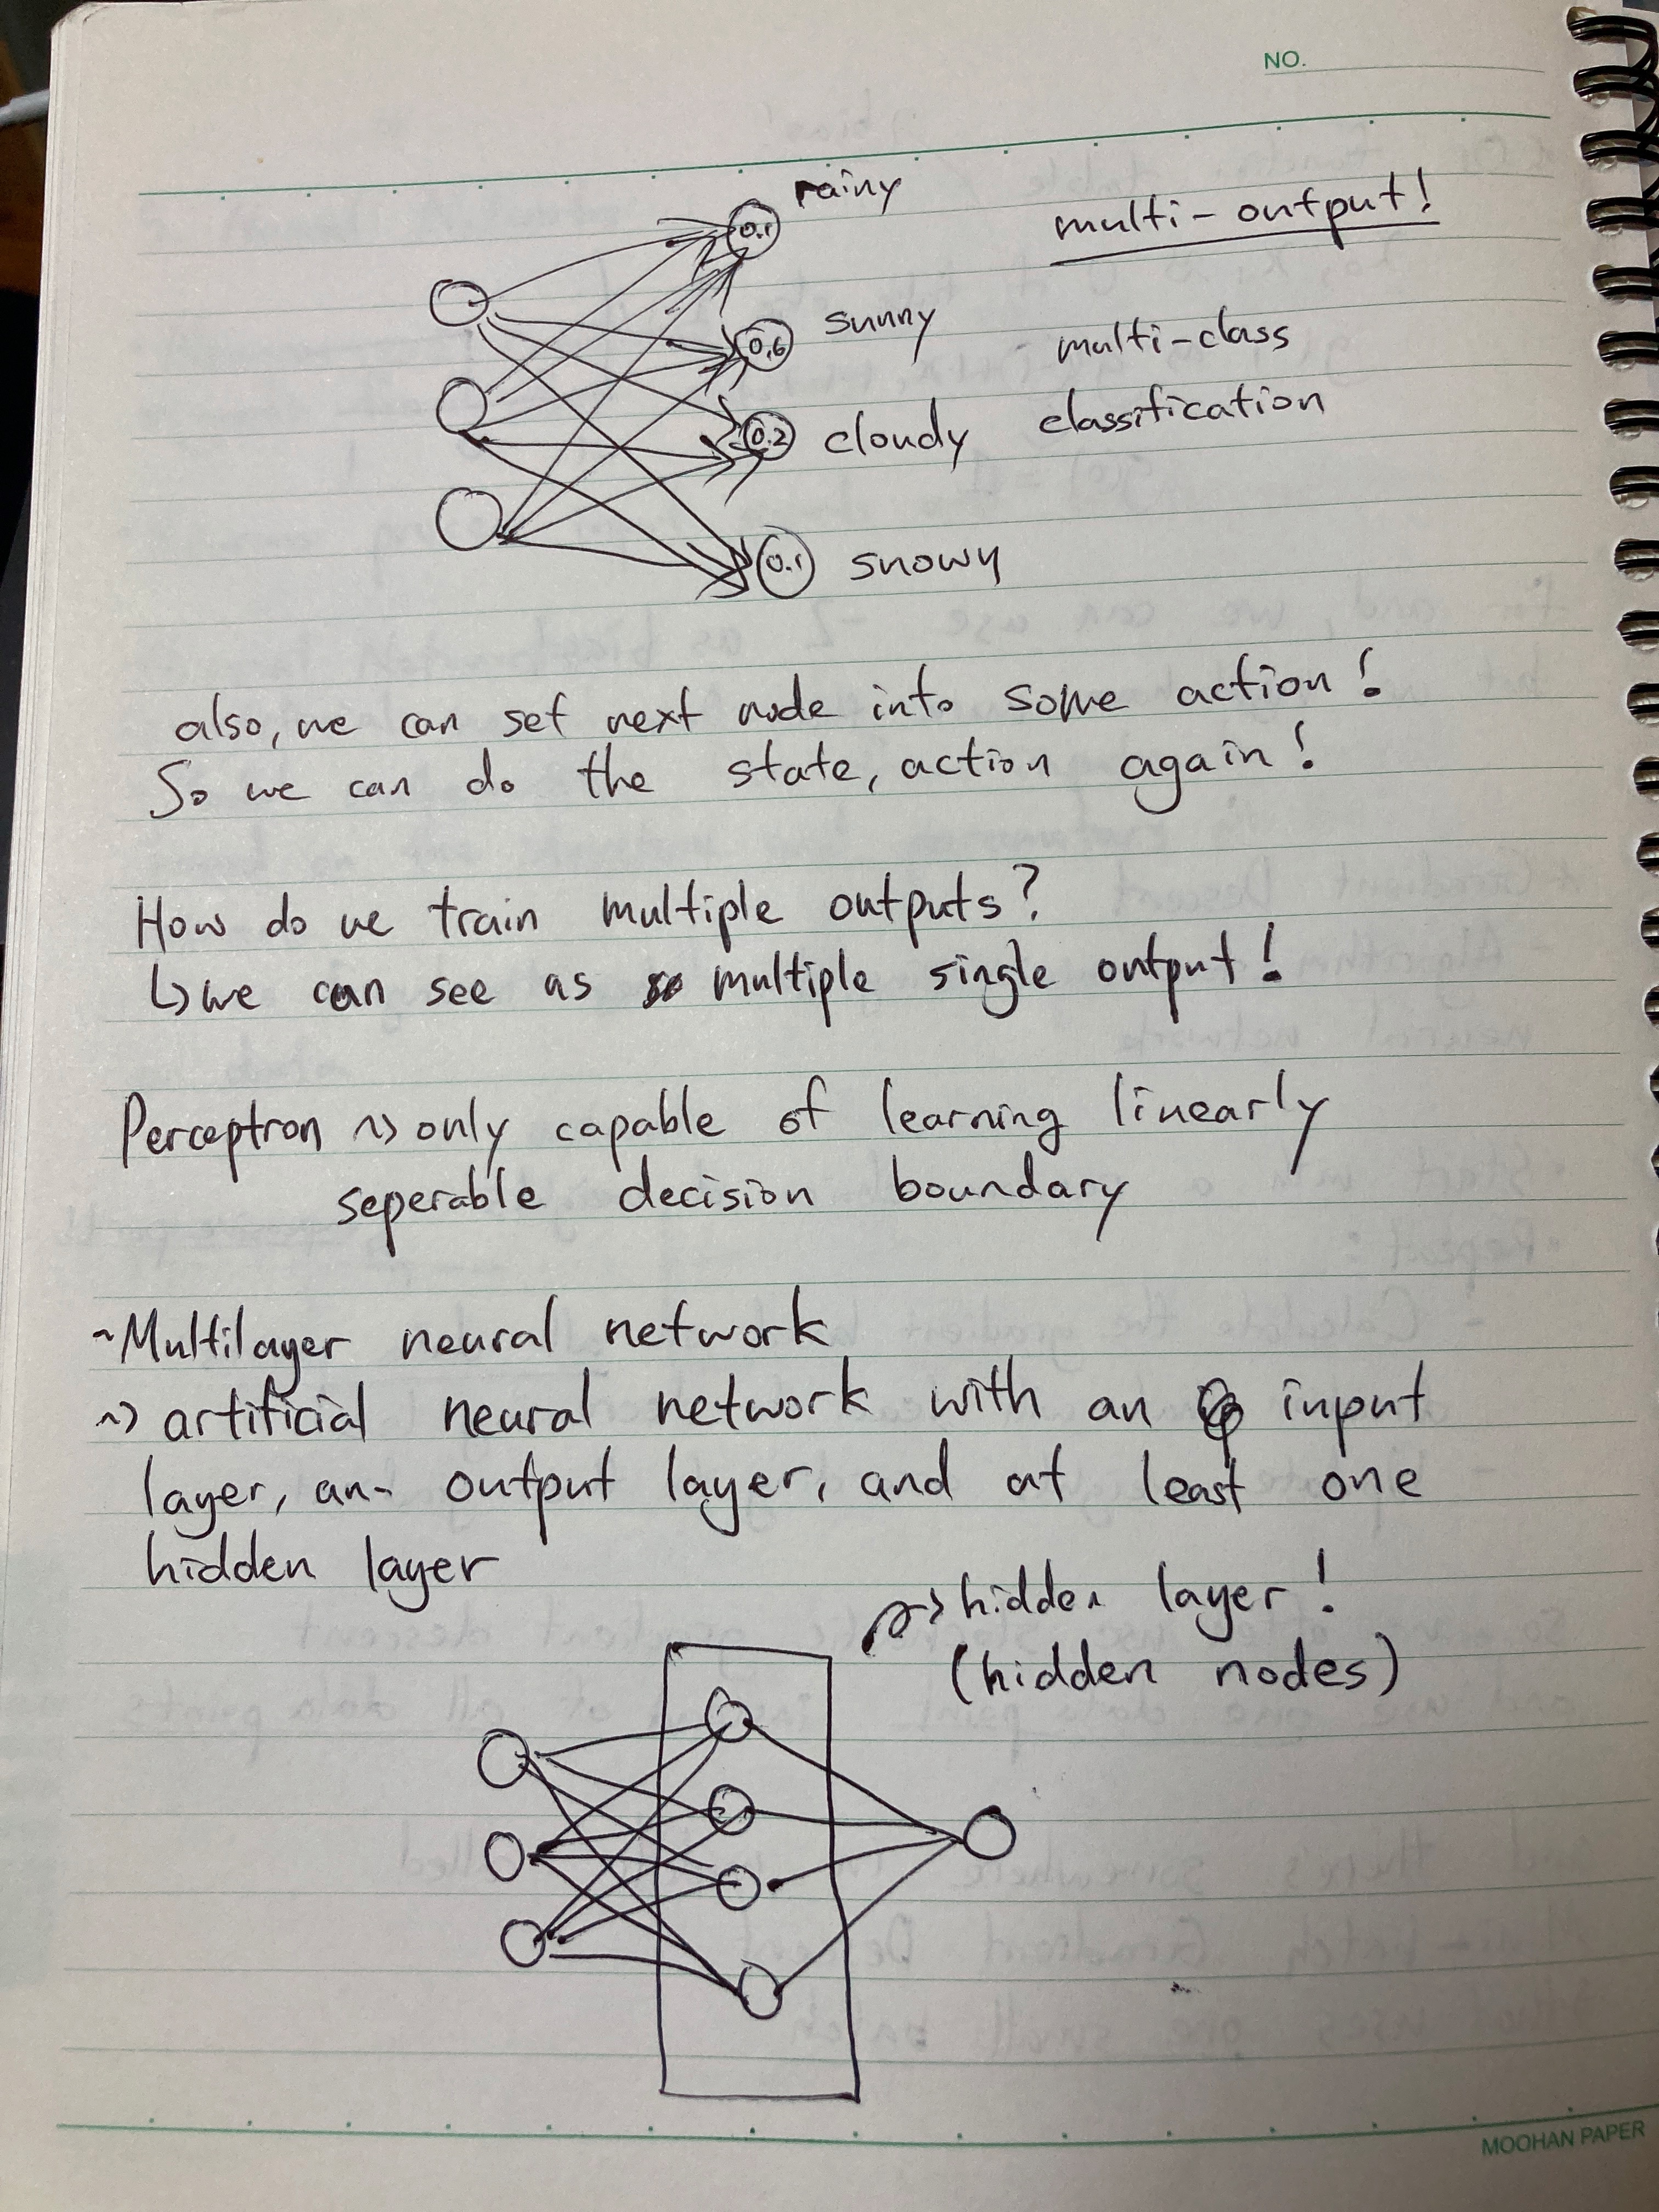 NO.
rainy
multi-output!
0.1
sunny
0.6
multi-class
classification
0.2
cloudy
0.1
snowy
also, we can set next node into some action!
So we can do the state, action again!
How do we train multiple outputs?
↳ we can see as multiple single output!
Perceptron ~> only capable of learning linearly
seperable decision boundary
~Multilayer neural network
~> artificial neural network with an input
layer, an output layer, and at least one
hidden layer
~> hidden layer!
(hidden nodes)
MOOHAN PAPER